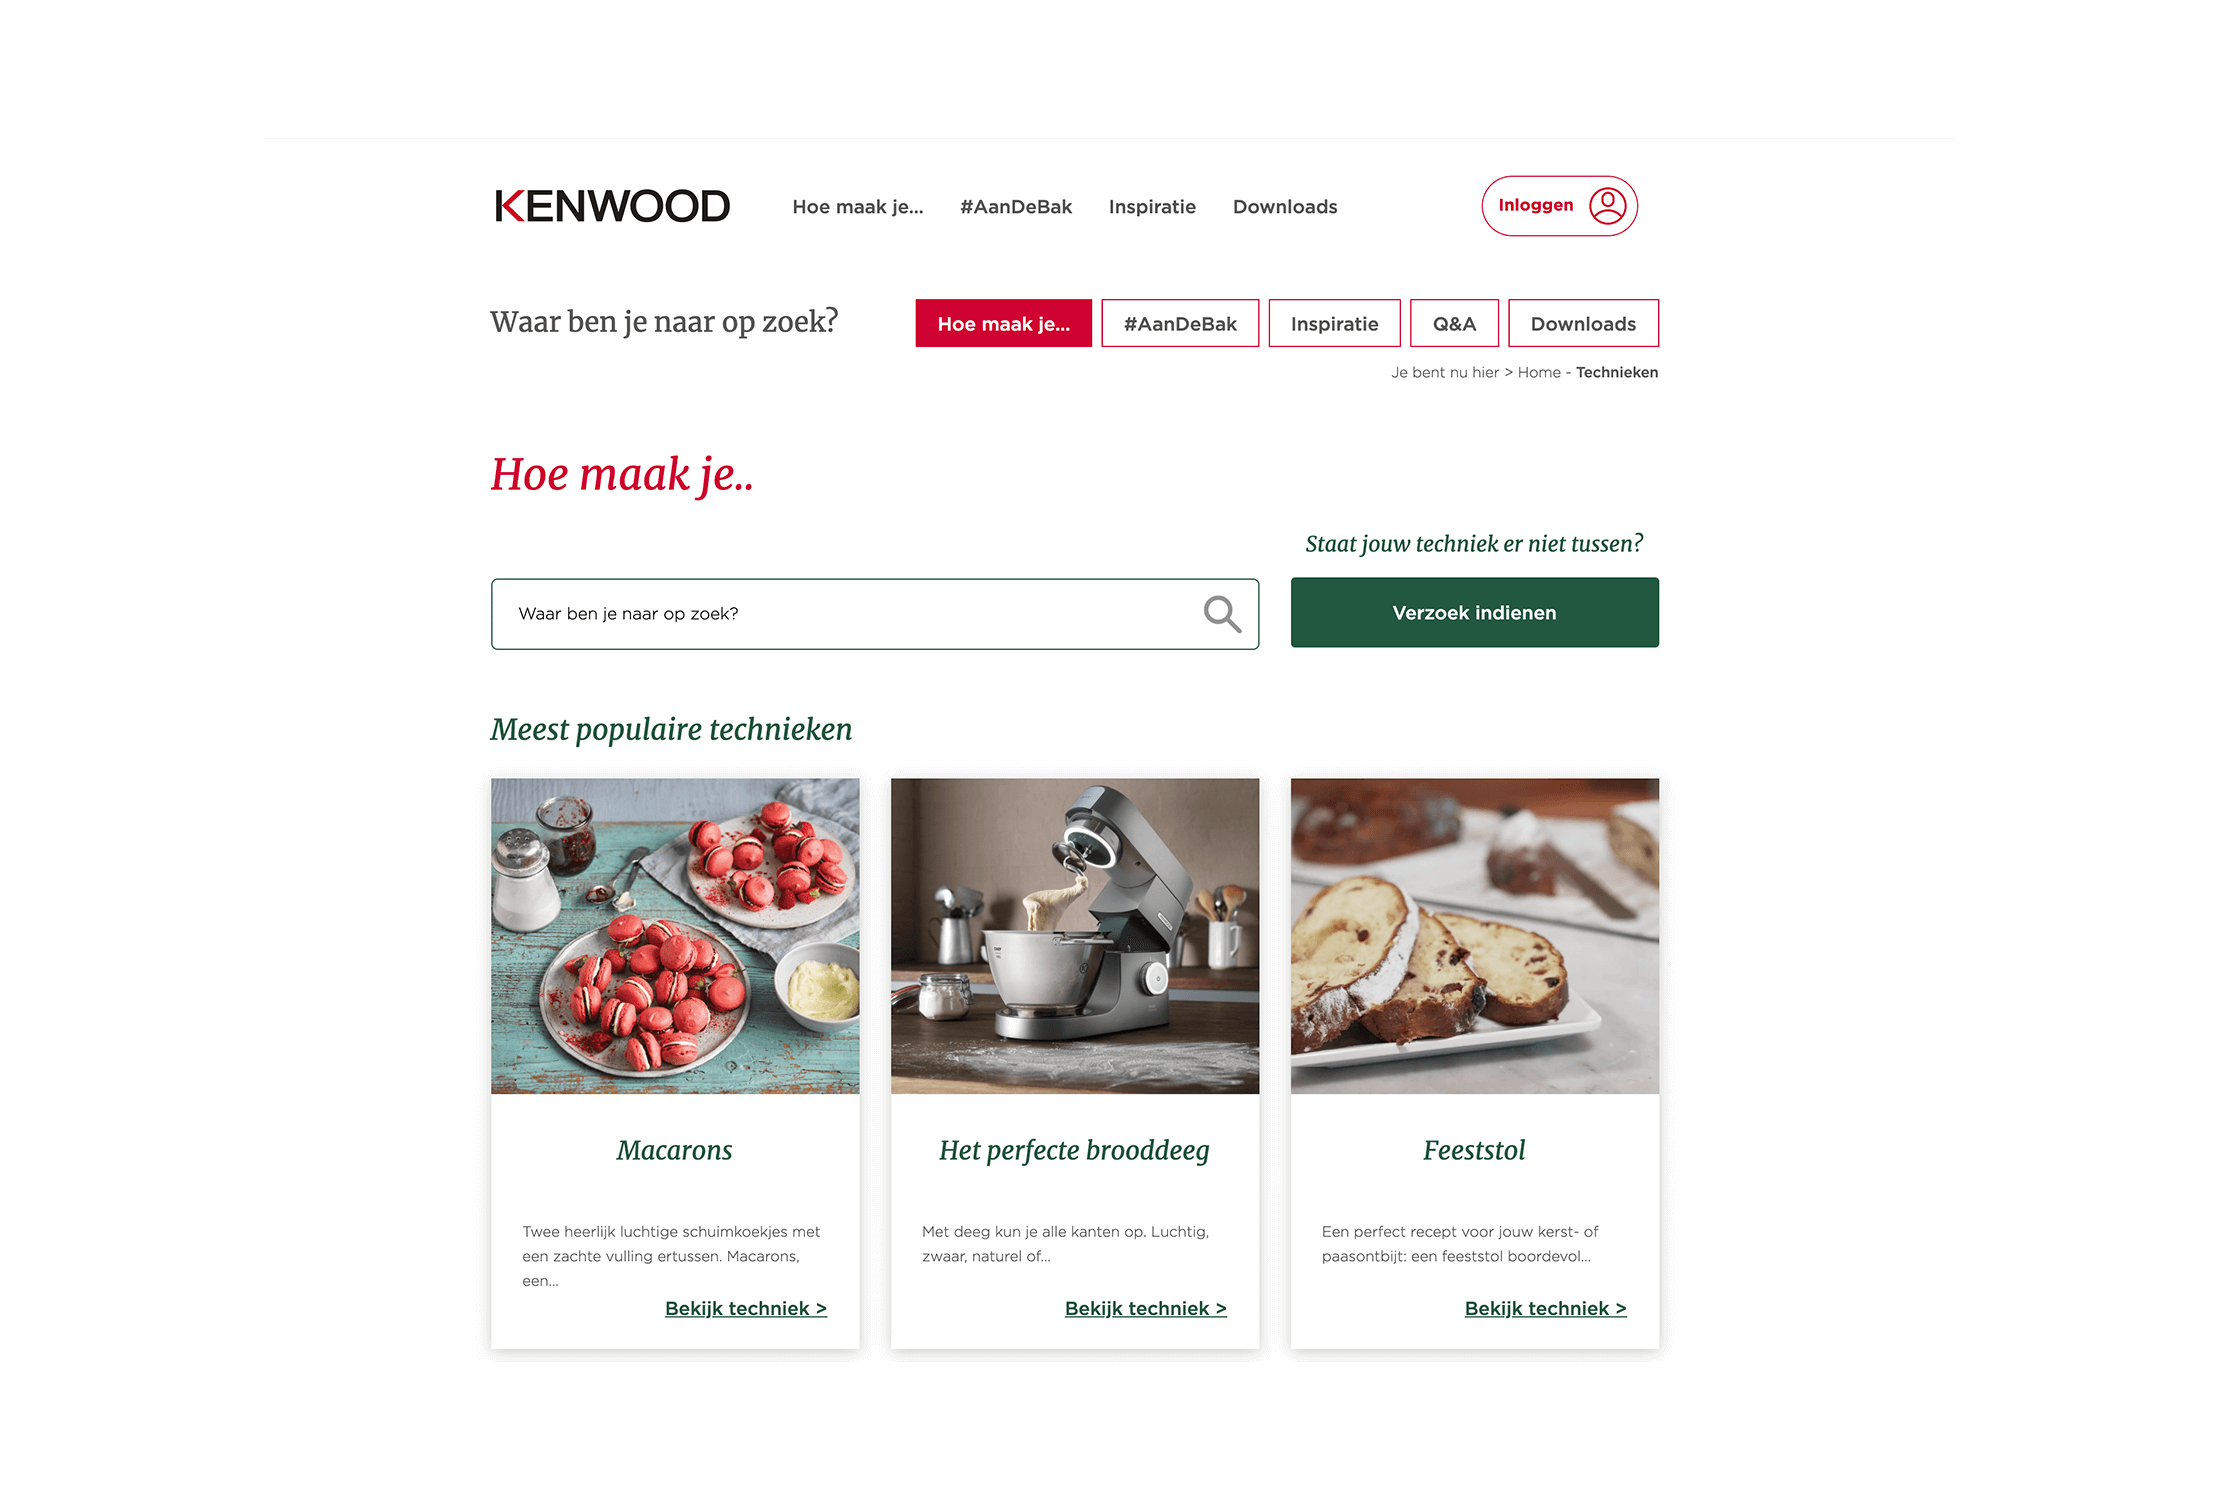 KENWOOD
Hoe maak je...
#AanDeBak
Inspiratie
Downloads
Inloggen
Waar ben je naar op zoek?
Hoe maak je...
#AanDeBak
Inspiratie
Q&A
Downloads
Je bent nu hier > Home - Technieken
Hoe maak je..
Staat jouw techniek er niet tussen?
Waar ben je naar op zoek?
Verzoek indienen
Meest populaire technieken
Macarons
Twee heerlijk luchtige schuimkoekjes met
een zachte vulling ertussen. Macarons,
een...
Bekijk techniek >
Het perfecte brooddeeg
Met deeg kun je alle kanten op. Luchtig,
zwaar, naturel of...
Bekijk techniek >
Feeststol
Een perfect recept voor jouw kerst- of
paasontbijt: een feeststol boordevol...
Bekijk techniek >